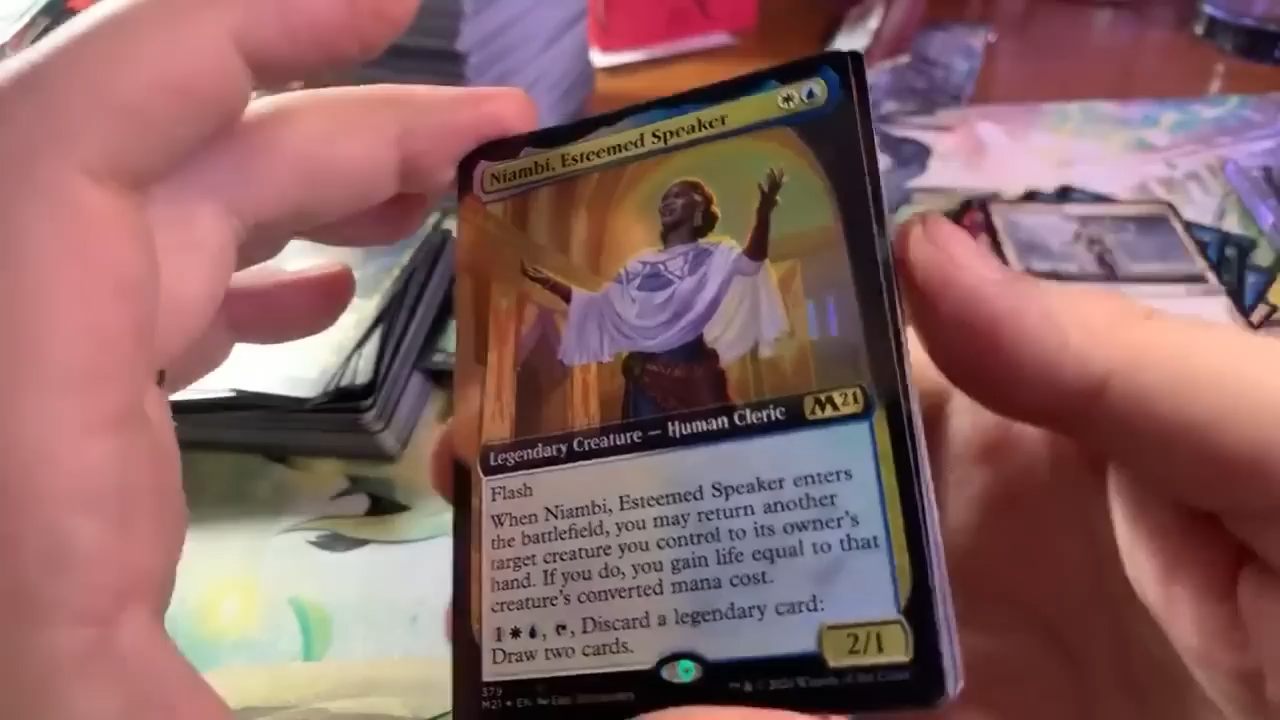 Niambi, Esteemed Speaker
Legendary Creature — Human Cleric
M21
Flash
When Niambi, Esteemed Speaker enters
the battlefield, you may return another
target creature you control to its owner's
hand. If you do, you gain life equal to that
creature's converted mana cost.
1 , , Discard a legendary card:
Draw two cards.
2/1
379
M21 EN
™ & © 2020 Wizards of the Coast